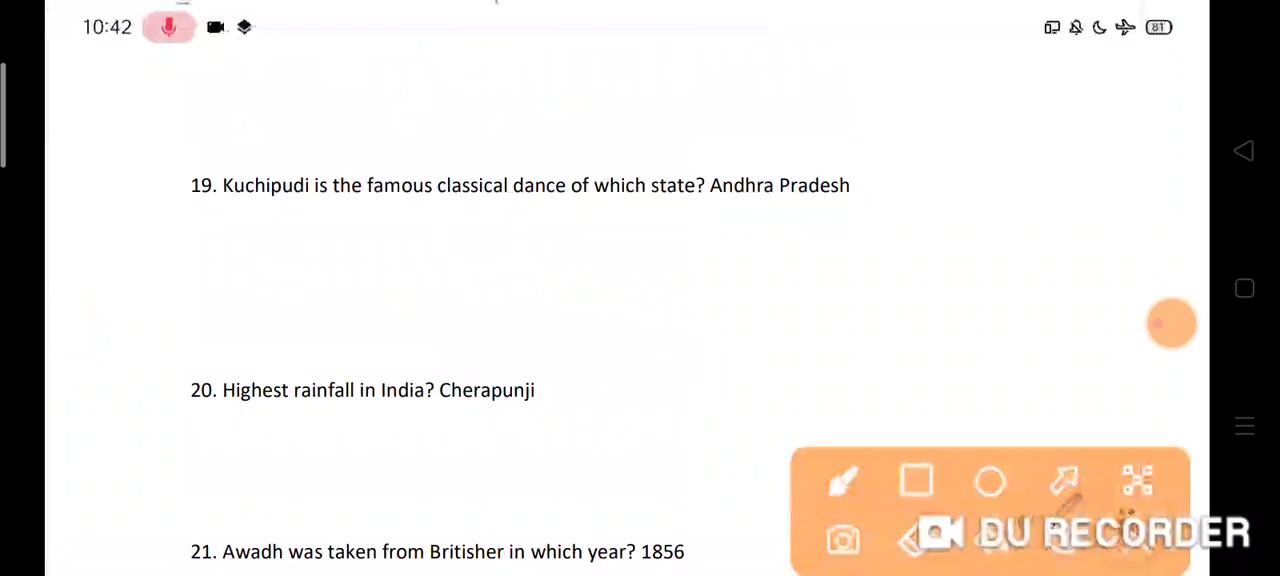 10:42
81
19. Kuchipudi is the famous classical dance of which state? Andhra Pradesh
20. Highest rainfall in India? Cherapunji
21. Awadh was taken from Britisher in which year? 1856
DU RECORDER